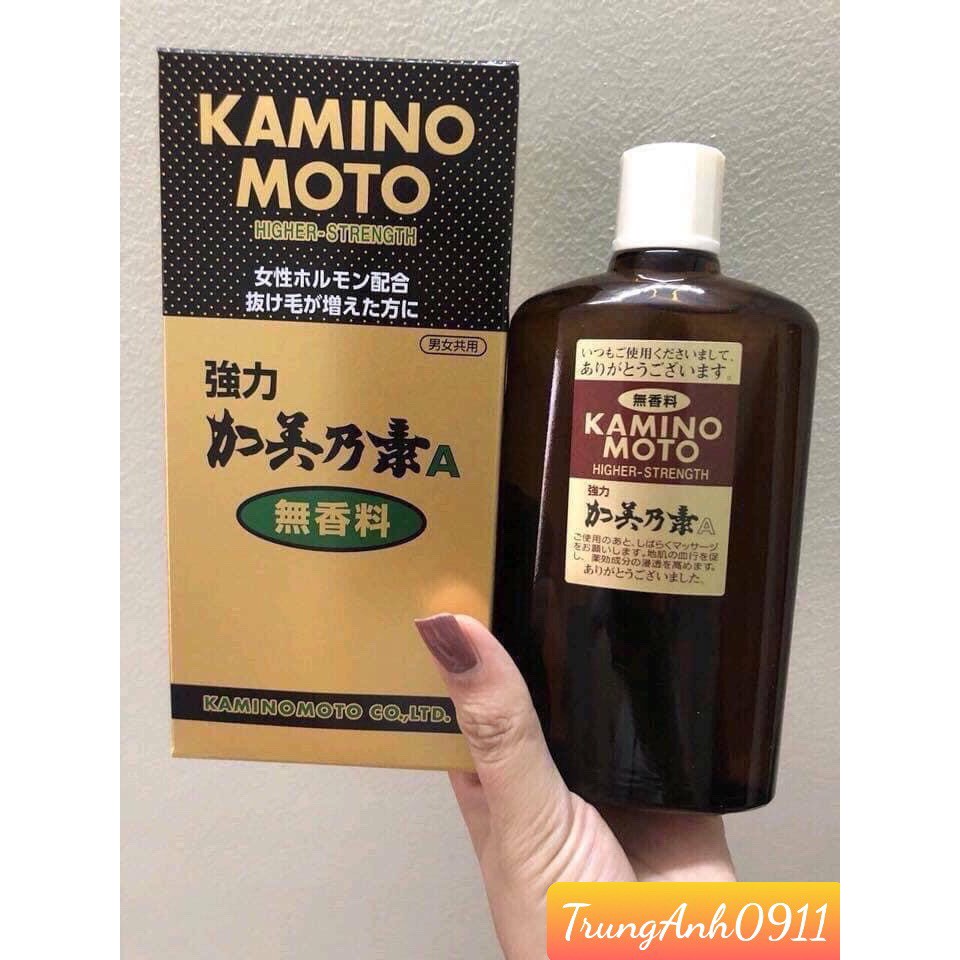 KAMINO
MOTO
HIGHER-STRENGTH
女性ホルモン配合
抜け毛が増えた方に
男女共用
強力
加美乃素A
無香料
KAMINOMOTO CO.,LTD.
いつもご使用くださいまして、
ありがとうございます。
無香料
KAMINO
MOTO
HIGHER-STRENGTH
強力
加美乃素A
ご使用のあと、しばらくマッサージ
をお願いします。地肌の血行を促
し、薬効成分の浸透を高めます。
ありがとうございました。
TrungAnh0911